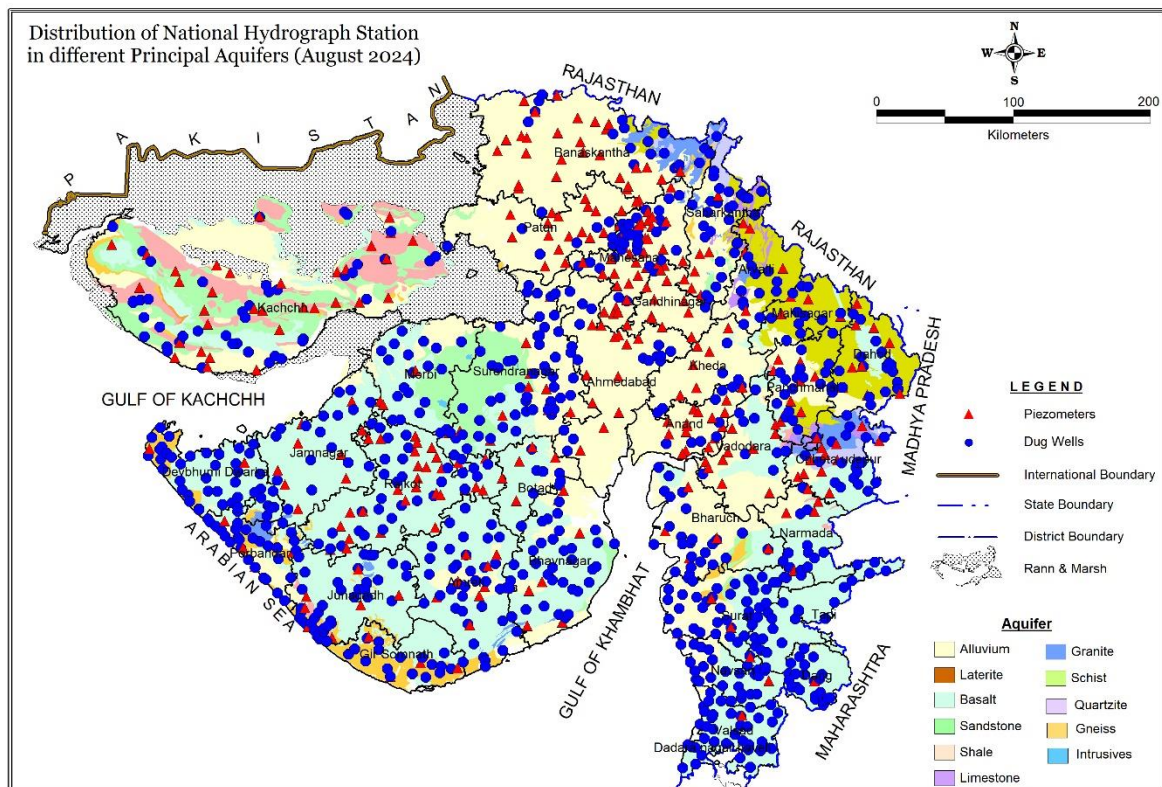 Distribution of National Hydrograph Station
in different Principal Aquifers (August 2024)
N
W E
S
0 100 200
Kilometers
RAJASTHAN
PAKISTAN
Banaskantha
Patan
Sabarkantha
Mahesana
RAJASTHAN
Gandhinagar
Kachchh
Mahisagar
Dahod
Morbi
Surendranagar
Ahmedabad
Kheda
MADHYA PRADESH
GULF OF KACHCHH
Anand
Vadodara
Jamnagar
Devbhumi Dwarka
Rajkot
Botad
Chhotaudepur
Bharuch
Narmada
Porbandar
ARABIAN SEA
Bhavnagar
Amreli
Junagadh
Surat
Tapi
Gir Somnath
GULF OF KHAMBHAT
Navsari
Dang
MAHARASHTRA
Valsad
LEGEND
Piezometers
Dug Wells
International Boundary
State Boundary
District Boundary
Rann & Marsh
Aquifer
Alluvium
Laterite
Basalt
Sandstone
Shale
Limestone
Granite
Schist
Quartzite
Gneiss
Intrusives